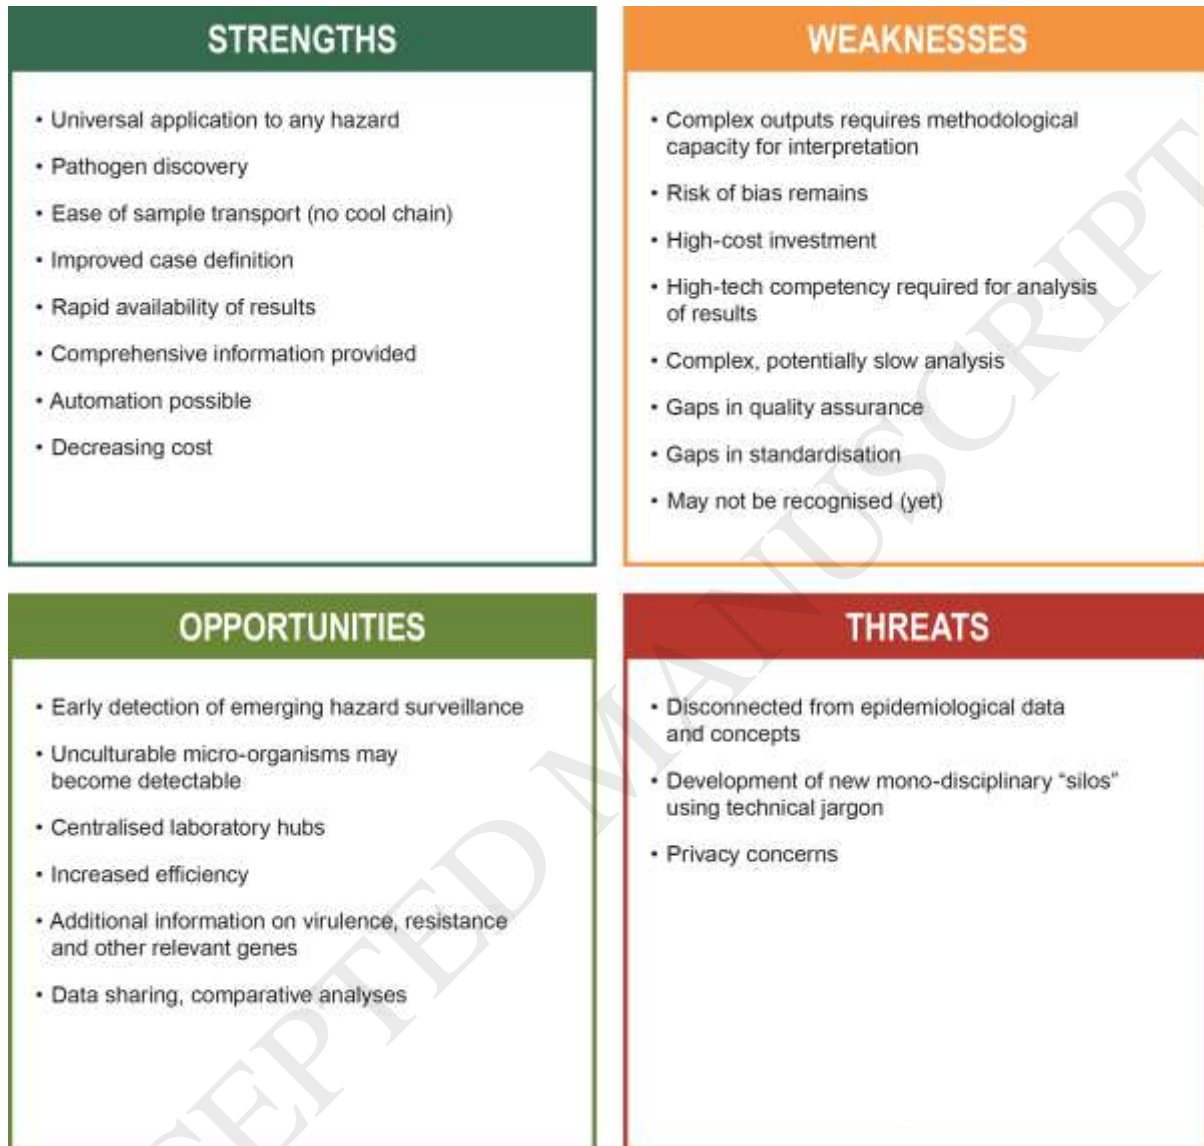 STRENGTHS
• Universal application to any hazard
• Pathogen discovery
• Ease of sample transport (no cool chain)
• Improved case definition
• Rapid availability of results
• Comprehensive information provided
• Automation possible
• Decreasing cost
WEAKNESSES
• Complex outputs requires methodological
capacity for interpretation
• Risk of bias remains
• High-cost investment
• High-tech competency required for analysis
of results
• Complex, potentially slow analysis
• Gaps in quality assurance
• Gaps in standardisation
• May not be recognised (yet)
OPPORTUNITIES
• Early detection of emerging hazard surveillance
• Unculturable micro-organisms may
become detectable
• Centralised laboratory hubs
• Increased efficiency
• Additional information on virulence, resistance
and other relevant genes
• Data sharing, comparative analyses
THREATS
• Disconnected from epidemiological data
and concepts
• Development of new mono-disciplinary “silos”
using technical jargon
• Privacy concerns
CEPTED MANUSCRIPT